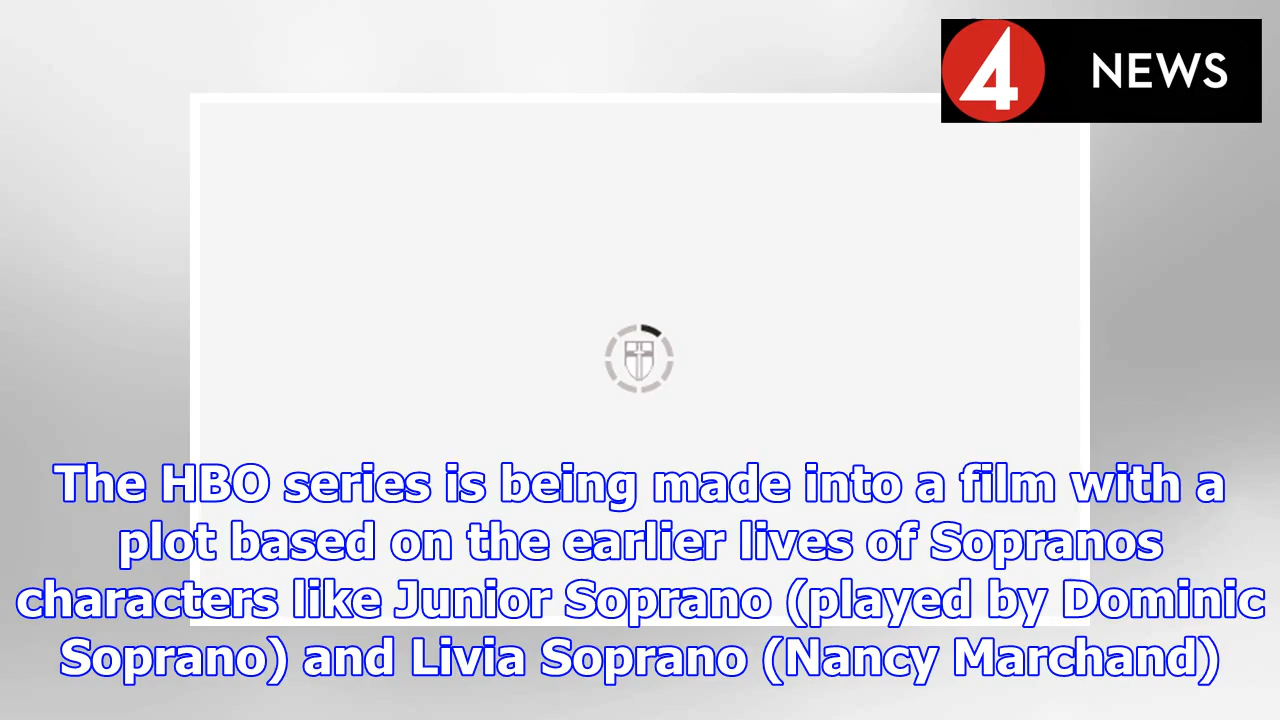 4 NEWS
The HBO series is being made into a film with a
plot based on the earlier lives of Sopranos
characters like Junior Soprano (played by Dominic
Soprano) and Livia Soprano (Nancy Marchand)